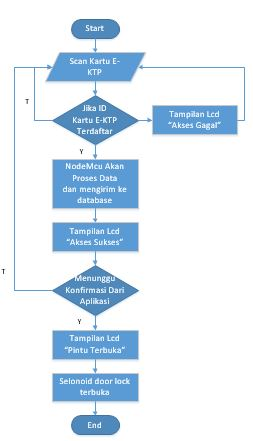 Start
Scan Kartu E-
KTP
T
Jika ID
Kartu E-KTP
Terdaftar
Tampilan Lcd
"Akses Gagal"
Y
NodeMcu Akan
Proses Data
dan mengirim ke
database
Tampilan Lcd
"Akses Sukses"
T
Menunggu
Konfirmasi Dari
Aplikasi
Y
Tampilan Lcd
"Pintu Terbuka"
Selonoid door lock
terbuka
End